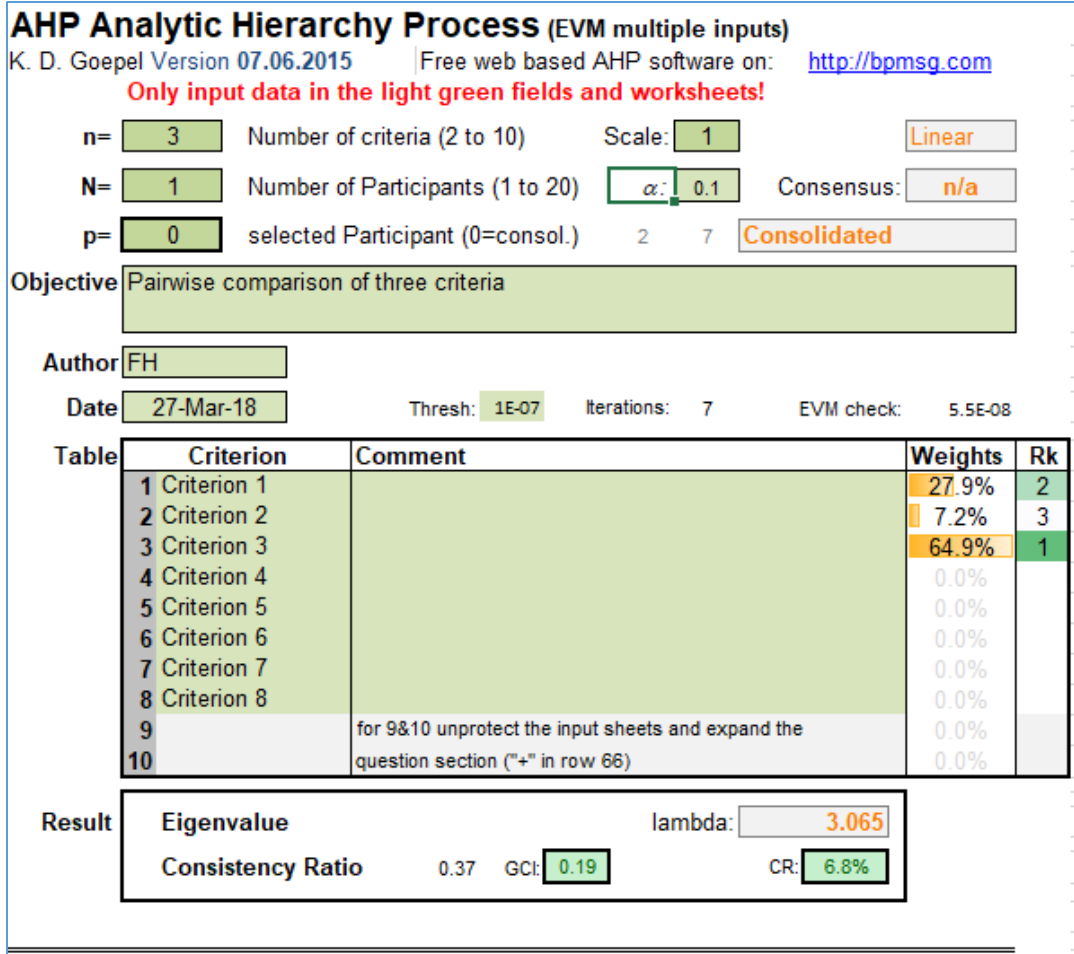 AHP Analytic Hierarchy Process (EVM multiple inputs)
K. D. Goepel Version 07.06.2015 Free web based AHP software on: http://bpmsg.com
Only input data in the light green fields and worksheets!
n= 3 Number of criteria (2 to 10) Scale: 1 Linear
N= 1 Number of Participants (1 to 20) α: 0.1 Consensus: n/a
p= 0 selected Participant (0=consol.) 2 7 Consolidated
Objective Pairwise comparison of three criteria
Author FH
Date 27-Mar-18 Thresh: 1E-07 Iterations: 7 EVM check: 5.5E-08
Table Criterion Comment Weights Rk
1 Criterion 1 27.9% 2
2 Criterion 2 7.2% 3
3 Criterion 3 64.9% 1
4 Criterion 4 0.0%
5 Criterion 5 0.0%
6 Criterion 6 0.0%
7 Criterion 7 0.0%
8 Criterion 8 0.0%
9 for 9&10 unprotect the input sheets and expand the 0.0%
10 question section ("+" in row 66) 0.0%
Result Eigenvalue lambda: 3.065
Consistency Ratio 0.37 GCI: 0.19 CR: 6.8%